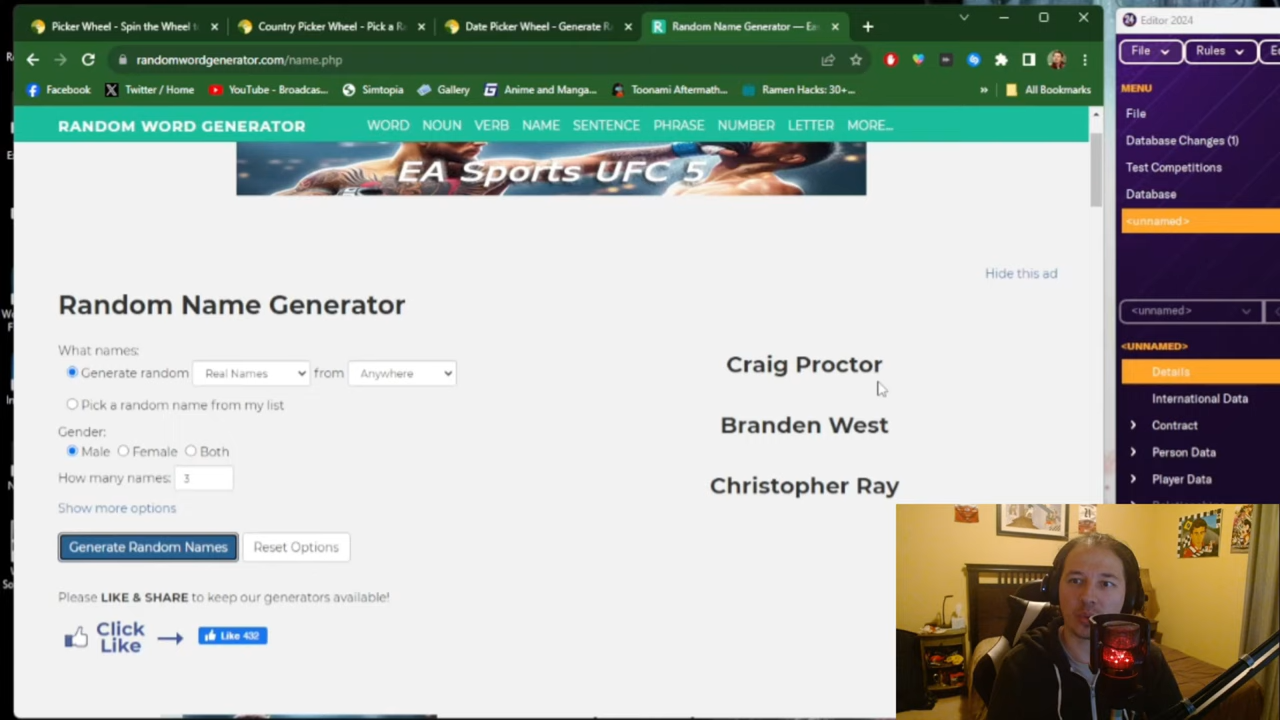 Picker Wheel - Spin the Wheel t
Country Picker Wheel - Pick a R
Date Picker Wheel - Generate R
Random Name Generator — Ea
Editor 2024
randomwordgenerator.com/name.php
File
Rules
Facebook
Twitter / Home
YouTube - Broadcas...
Simtopia
Gallery
Anime and Manga...
Toonami Aftermath...
Ramen Hacks: 30+...
»
All Bookmarks
MENU
File
Database Changes (1)
Test Competitions
Database
<unnamed>
RANDOM WORD GENERATOR
WORD NOUN VERB NAME SENTENCE PHRASE NUMBER LETTER MORE...
EA Sports UFC 5
Hide this ad
Random Name Generator
What names:
Generate random Real Names from Anywhere
Pick a random name from my list
Gender:
Male Female Both
How many names: 3
Show more options
Generate Random Names
Reset Options
Craig Proctor
Branden West
Christopher Ray
Please LIKE & SHARE to keep our generators available!
Click
Like
Like 432
<unnamed>
<UNNAMED>
Details
International Data
Contract
Person Data
Player Data